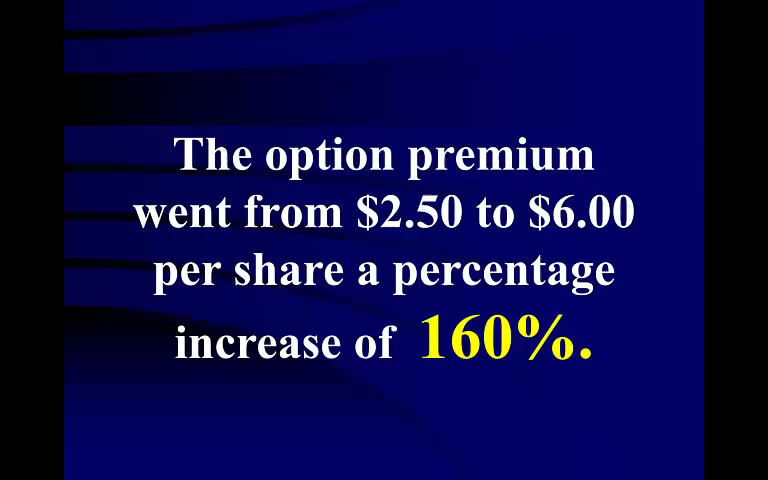 The option premium
went from $2.50 to $6.00
per share a percentage
increase of 160%.